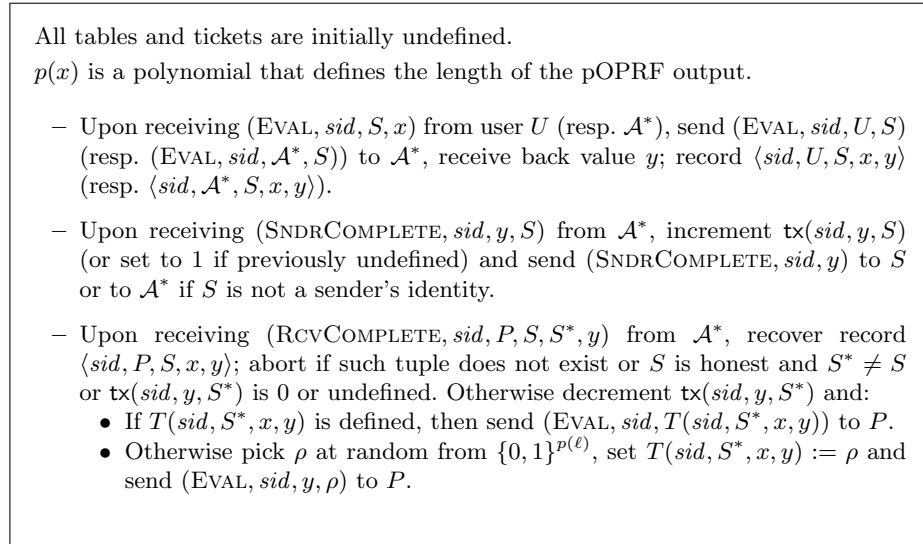 All tables and tickets are initially undefined.
p(x) is a polynomial that defines the length of the pOPRF output.
– Upon receiving (EVAL, sid, S, x) from user U (resp. A*), send (EVAL, sid, U, S)
(resp. (EVAL, sid, A*, S)) to A*, receive back value y; record ⟨sid, U, S, x, y⟩
(resp. ⟨sid, A*, S, x, y⟩).
– Upon receiving (SNDRCOMPLETE, sid, y, S) from A*, increment tx(sid, y, S)
(or set to 1 if previously undefined) and send (SNDRCOMPLETE, sid, y) to S
or to A* if S is not a sender's identity.
– Upon receiving (RCVCOMPLETE, sid, P, S, S*, y) from A*, recover record
⟨sid, P, S, x, y⟩; abort if such tuple does not exist or S is honest and S* ≠ S
or tx(sid, y, S*) is 0 or undefined. Otherwise decrement tx(sid, y, S*) and:
• If T(sid, S*, x, y) is defined, then send (EVAL, sid, T(sid, S*, x, y)) to P.
• Otherwise pick ρ at random from {0, 1}^{p(ℓ)}, set T(sid, S*, x, y) := ρ and
send (EVAL, sid, y, ρ) to P.